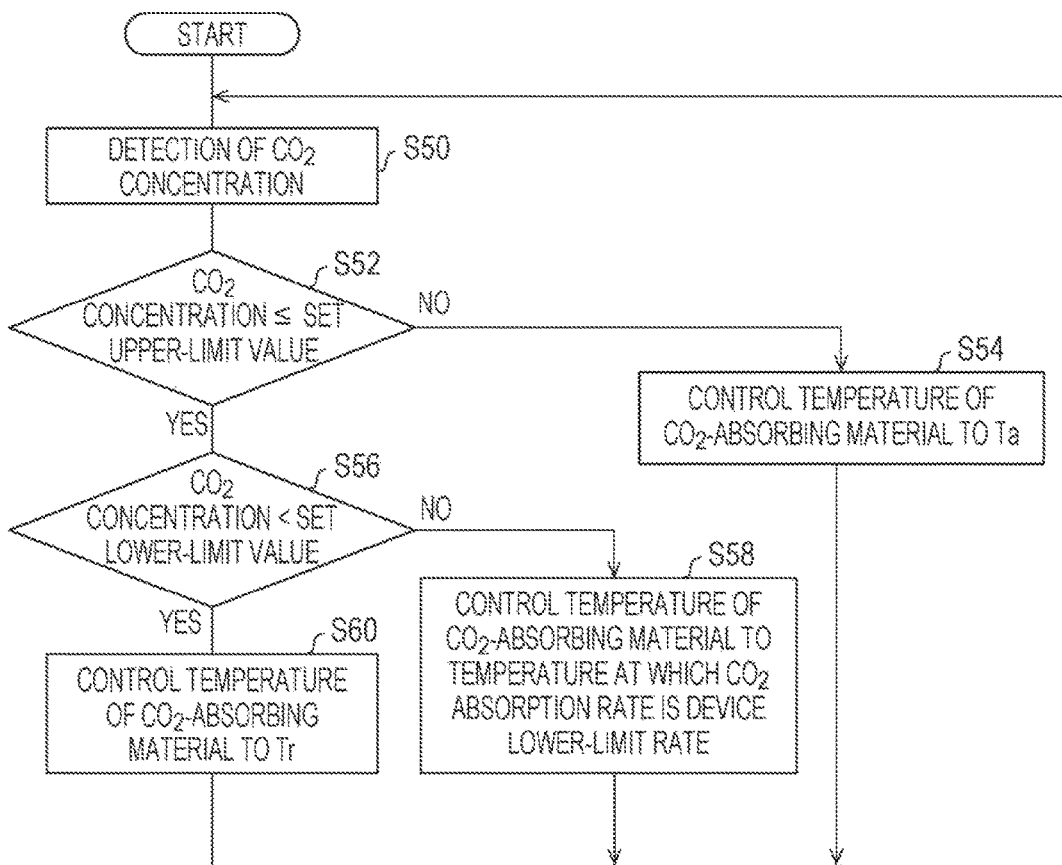 START
DETECTION OF CO₂
CONCENTRATION
S50
S52
CO₂
CONCENTRATION ≤ SET
UPPER-LIMIT VALUE
NO
YES
S54
CONTROL TEMPERATURE OF
CO₂-ABSORBING MATERIAL TO Ta
S56
CO₂
CONCENTRATION < SET
LOWER-LIMIT VALUE
NO
YES
S58
CONTROL TEMPERATURE OF
CO₂-ABSORBING MATERIAL TO
TEMPERATURE AT WHICH CO₂
ABSORPTION RATE IS DEVICE
LOWER-LIMIT RATE
S60
CONTROL TEMPERATURE
OF CO₂-ABSORBING
MATERIAL TO Tr